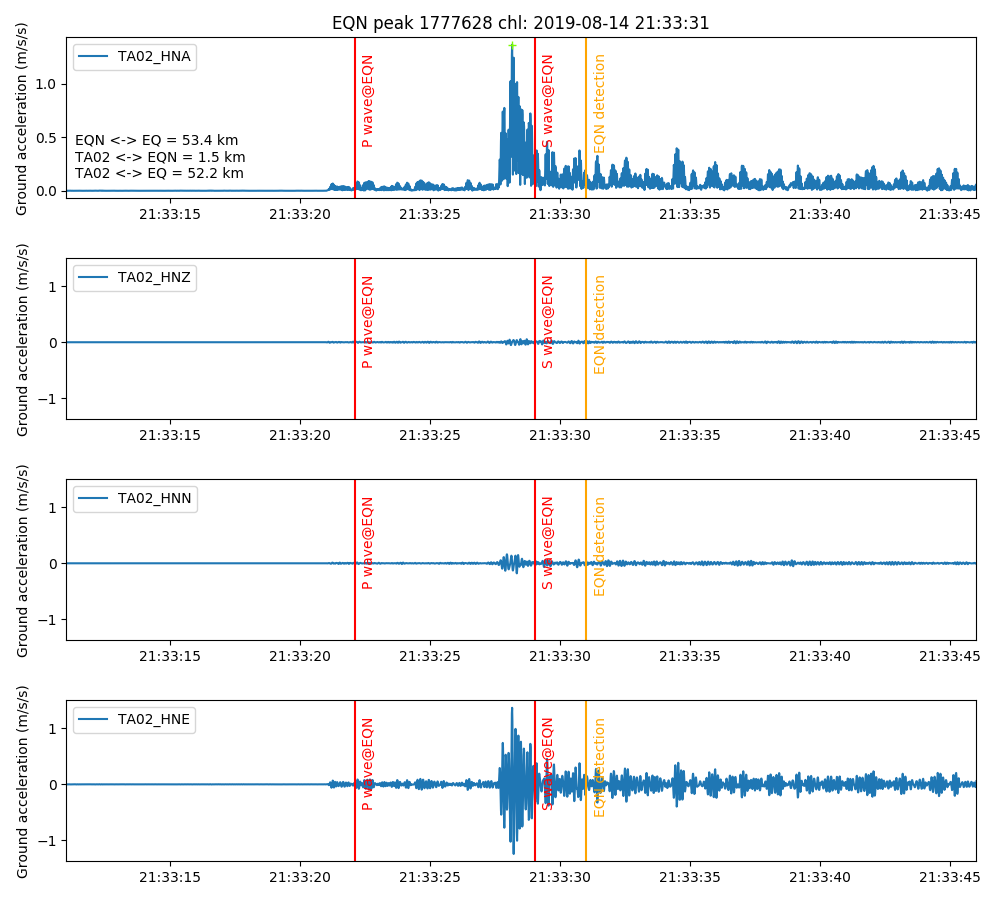 EQN peak 1777628 chl: 2019-08-14 21:33:31
Ground acceleration (m/s/s)
TA02_HNA
P wave@EQN
S wave@EQN
EQN detection
1.0
0.5
0.0
EQN <-> EQ = 53.4 km
TA02 <-> EQN = 1.5 km
TA02 <-> EQ = 52.2 km
21:33:15 21:33:20 21:33:25 21:33:30 21:33:35 21:33:40 21:33:45
Ground acceleration (m/s/s)
TA02_HNZ
P wave@EQN
S wave@EQN
EQN detection
1
0
−1
21:33:15 21:33:20 21:33:25 21:33:30 21:33:35 21:33:40 21:33:45
Ground acceleration (m/s/s)
TA02_HNN
P wave@EQN
S wave@EQN
EQN detection
1
0
−1
21:33:15 21:33:20 21:33:25 21:33:30 21:33:35 21:33:40 21:33:45
Ground acceleration (m/s/s)
TA02_HNE
P wave@EQN
S wave@EQN
EQN detection
1
0
−1
21:33:15 21:33:20 21:33:25 21:33:30 21:33:35 21:33:40 21:33:45